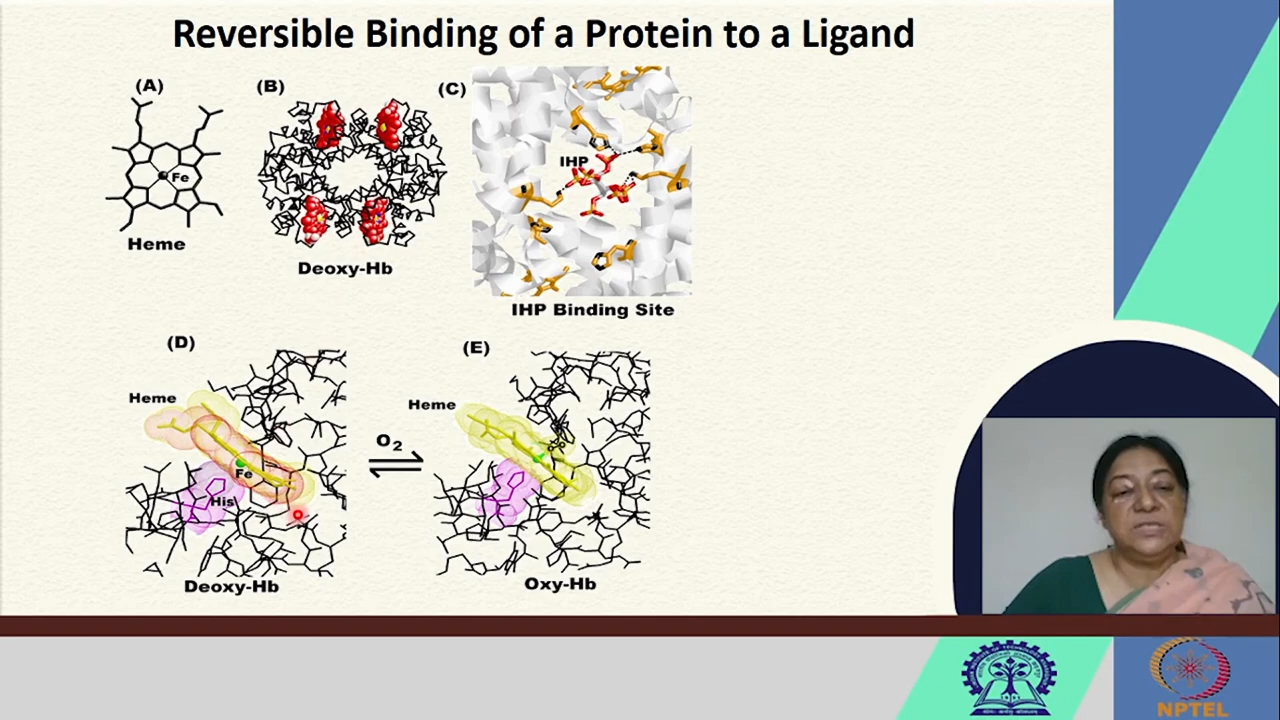 Reversible Binding of a Protein to a Ligand
(A)
(B)
(C)
Fe
Heme
Deoxy-Hb
IHP
IHP Binding Site
(D)
(E)
Heme
Fe
His
O
Deoxy-Hb
O2
Heme
Oxy-Hb
NPTEL